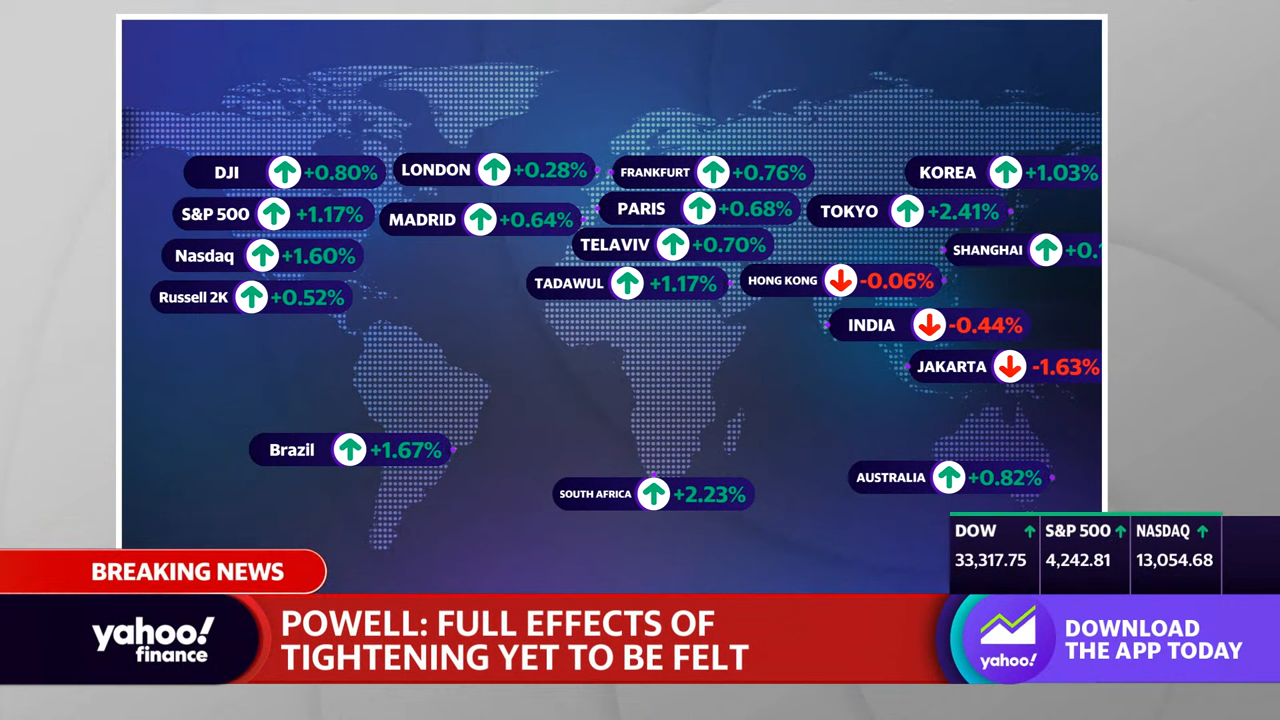 DJI +0.80%
LONDON +0.28%
FRANKFURT +0.76%
KOREA +1.03%
S&P 500 +1.17%
MADRID +0.64%
PARIS +0.68%
TOKYO +2.41%
Nasdaq +1.60%
TELAVIV +0.70%
SHANGHAI
Russell 2K +0.52%
TADAWUL +1.17%
HONG KONG -0.06%
INDIA -0.44%
JAKARTA -1.63%
Brazil +1.67%
SOUTH AFRICA +2.23%
AUSTRALIA +0.82%
DOW S&P 500 NASDAQ
33,317.75 4,242.81 13,054.68
BREAKING NEWS
yahoo!
finance
POWELL: FULL EFFECTS OF
TIGHTENING YET TO BE FELT
yahoo!
DOWNLOAD
THE APP TODAY